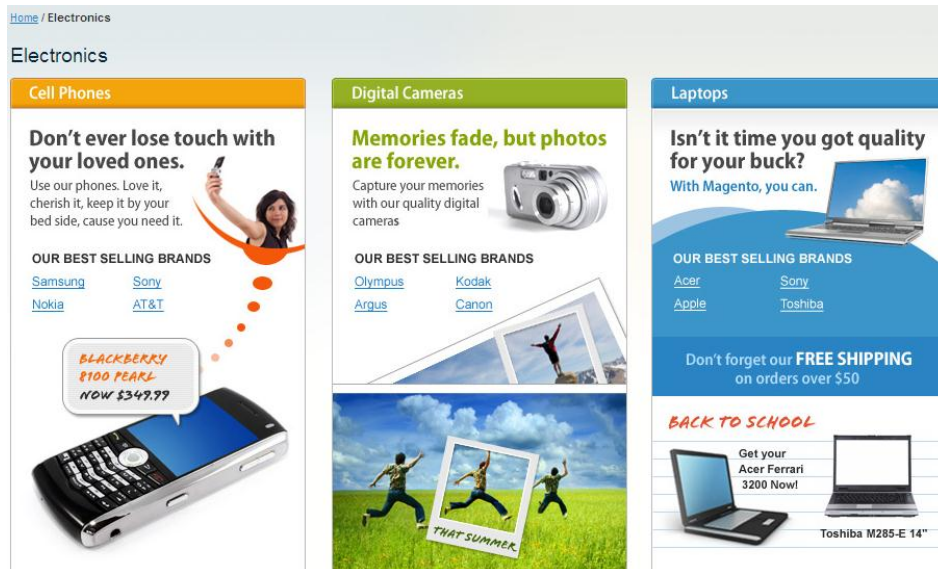 Home / Electronics
Electronics
Cell Phones
Don't ever lose touch with
your loved ones.
Use our phones. Love it,
cherish it, keep it by your
bed side, cause you need it.
OUR BEST SELLING BRANDS
Samsung Sony
Nokia AT&T
BLACKBERRY
8100 PEARL
NOW $349.99
Digital Cameras
Memories fade, but photos
are forever.
Capture your memories
with our quality digital
cameras
OUR BEST SELLING BRANDS
Olympus Kodak
Argus Canon
THAT SUMMER
Laptops
Isn't it time you got quality
for your buck?
With Magento, you can.
OUR BEST SELLING BRANDS
Acer Sony
Apple Toshiba
Don't forget our FREE SHIPPING
on orders over $50
BACK TO SCHOOL
Get your
Acer Ferrari
3200 Now!
Toshiba M285-E 14"